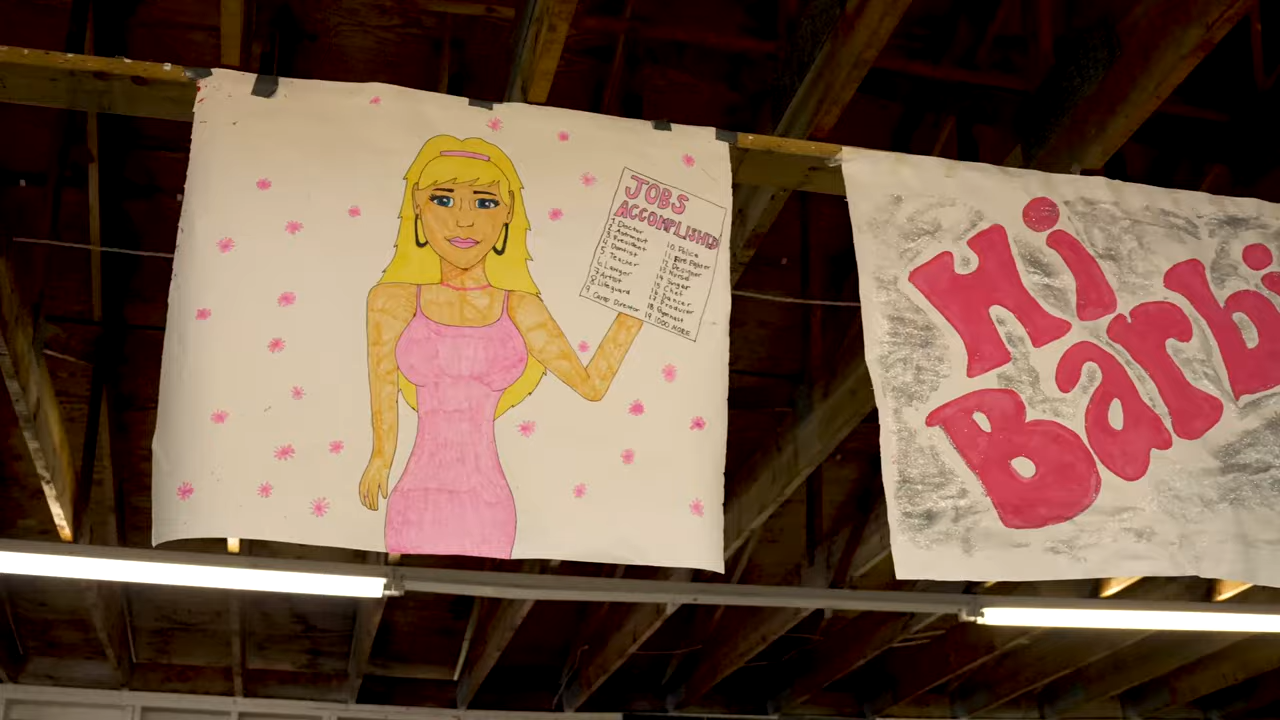 JOBS
ACCOMPLISHED
1. Doctor
2. Astronaut
3. President
4. Dentist
5. Teacher
6. Lawyer
7. Artist
8. Lifeguard
9. Camp Director
10. Police
11. Fire Fighter
12. Designer
13. Nurse
14 Singer
15 Chef
16. Dancer
17 Producer
18. Gymnast
19 1000 MORE
Hi
Barbi